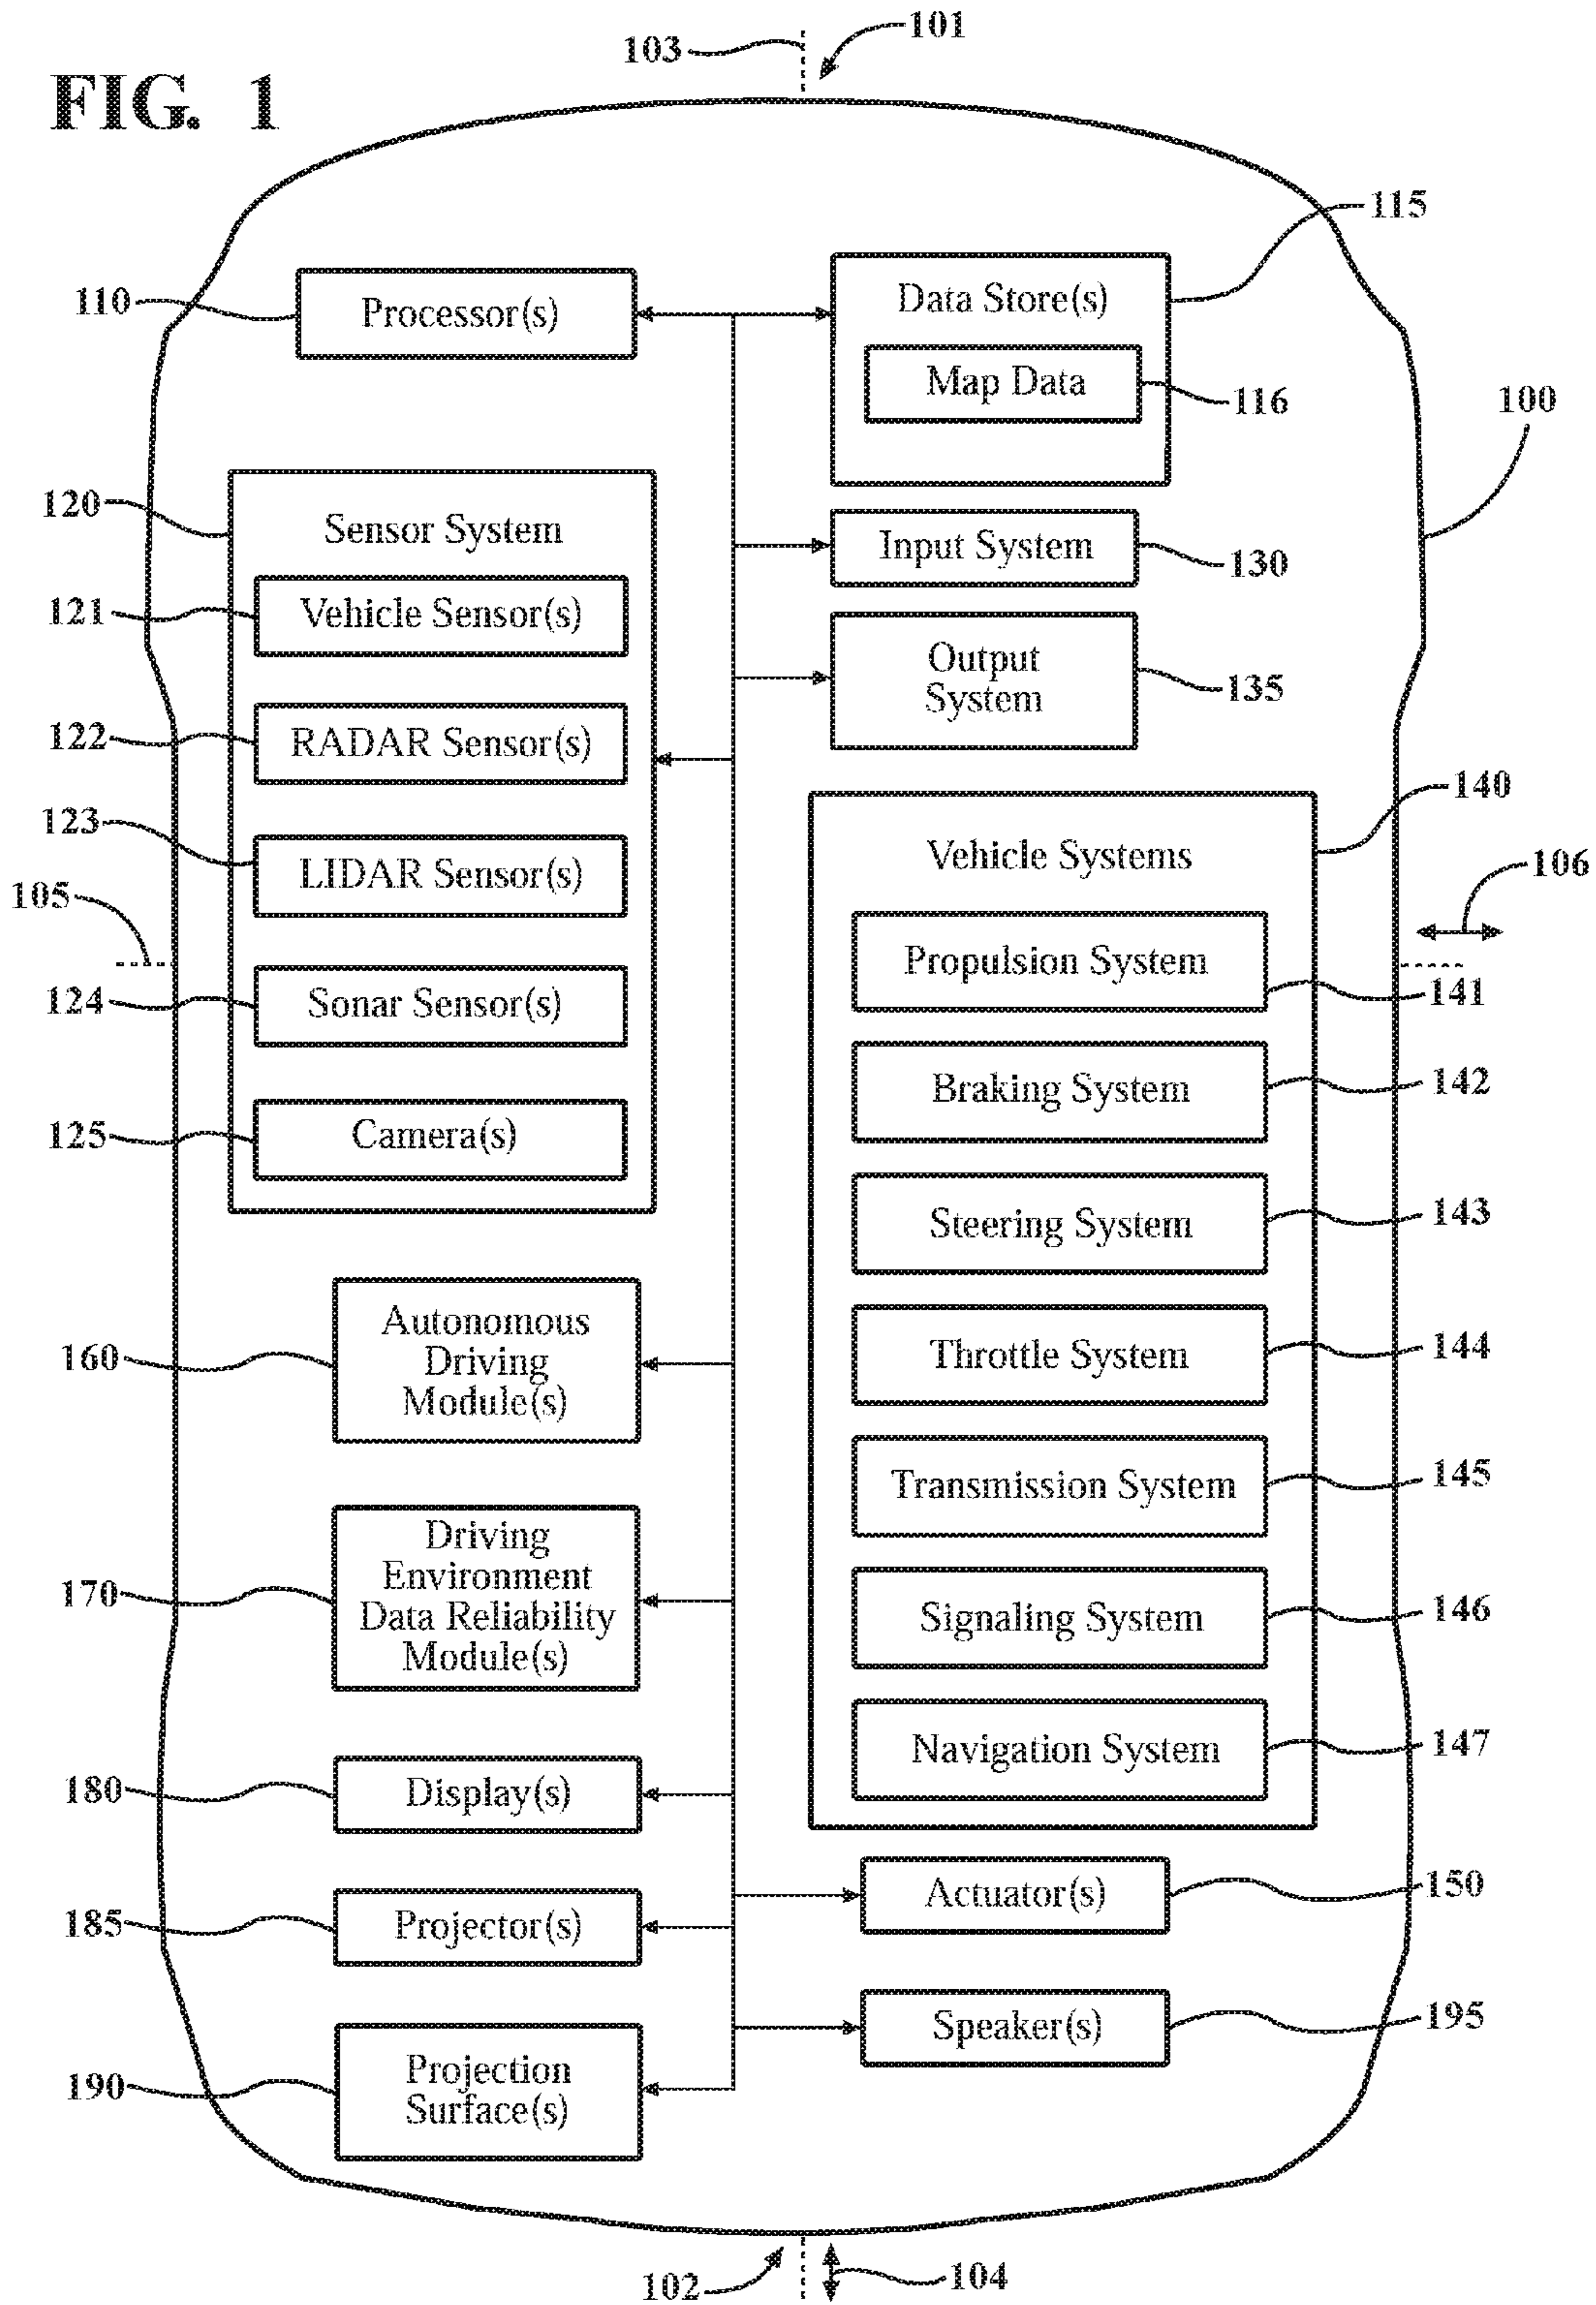 103
101
FIG. 1
115
110
Processor(s)
Data Store(s)
Map Data
116
100
120
Sensor System
Input System
130
121
Vehicle Sensor(s)
Output
System
135
122
RADAR Sensor(s)
140
123
LIDAR Sensor(s)
Vehicle Systems
106
105
Propulsion System
141
124
Sonar Sensor(s)
Braking System
142
125
Camera(s)
Steering System
143
160
Autonomous
Driving
Module(s)
Throttle System
144
Transmission System
145
170
Driving
Environment
Data Reliability
Module(s)
Signaling System
146
Navigation System
147
180
Display(s)
Actuator(s)
150
185
Projector(s)
Speaker(s)
195
190
Projection
Surface(s)
102
104